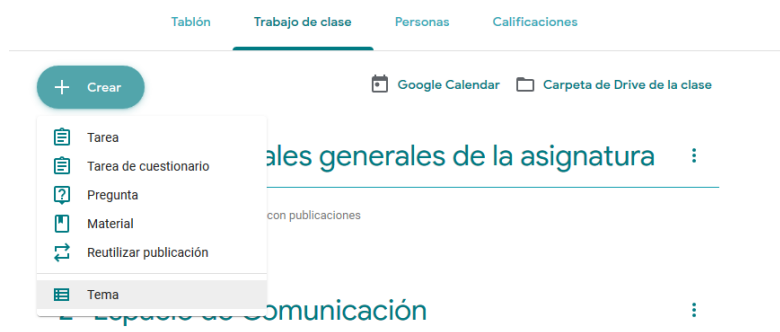 Tablón Trabajo de clase Personas Calificaciones
Crear Google Calendar Carpeta de Drive de la clase
Tarea
Tarea de cuestionario
ales generales de la asignatura
Pregunta
Material
con publicaciones
Reutilizar publicación
Tema
Comunicación